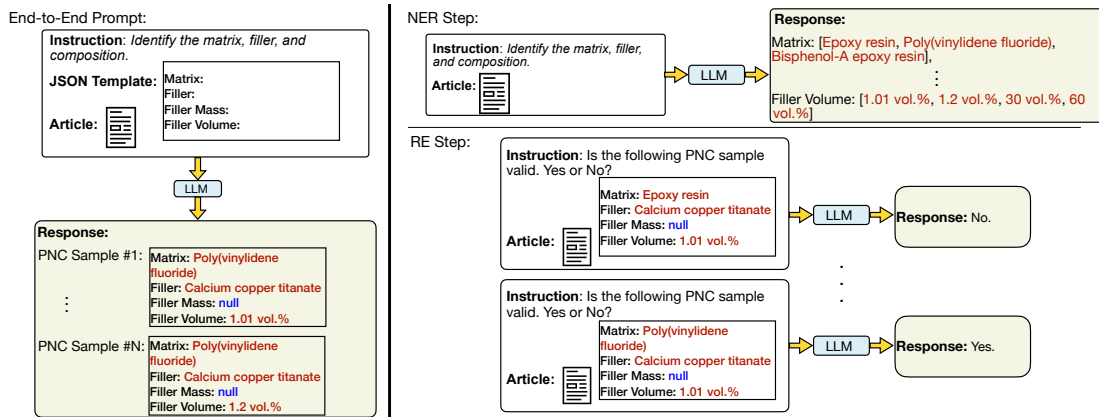 End-to-End Prompt:
Instruction: Identify the matrix, filler, and
composition.
JSON Template:
Matrix:
Filler:
Filler Mass:
Filler Volume:
Article:
LLM
Response:
PNC Sample #1:
Matrix: Poly(vinylidene
fluoride)
Filler: Calcium copper titanate
Filler Mass: null
Filler Volume: 1.01 vol.%
⋮
PNC Sample #N:
Matrix: Poly(vinylidene
fluoride)
Filler: Calcium copper titanate
Filler Mass: null
Filler Volume: 1.2 vol.%
NER Step:
Instruction: Identify the matrix, filler,
and composition.
Article:
LLM
Response:
Matrix: [Epoxy resin, Poly(vinylidene fluoride),
Bisphenol-A epoxy resin],
⋮
Filler Volume: [1.01 vol.%, 1.2 vol.%, 30 vol.%, 60
vol.%]
RE Step:
Instruction: Is the following PNC sample
valid. Yes or No?
Matrix: Epoxy resin
Filler: Calcium copper titanate
Filler Mass: null
Filler Volume: 1.01 vol.%
Article:
LLM
Response: No.
Instruction: Is the following PNC sample
valid. Yes or No?
Matrix: Poly(vinylidene
fluoride)
Filler: Calcium copper titanate
Filler Mass: null
Filler Volume: 1.01 vol.%
Article:
LLM
Response: Yes.